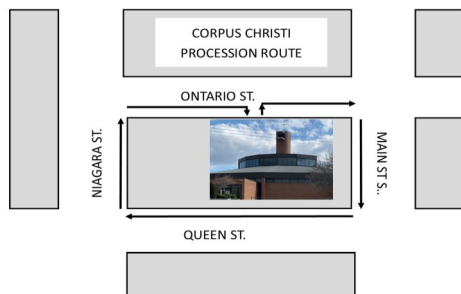 CORPUS CHRISTI
PROCESSION ROUTE
ONTARIO ST.
NIAGARA ST.
MAIN ST S..
QUEEN ST.